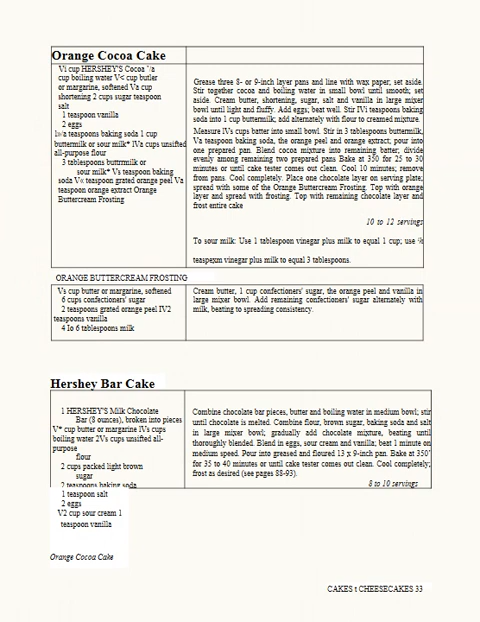 Orange Cocoa Cake
Vi cup HERSHEY'S Cocoa '/a
cup boiling water V< cup butler
or margarine, softened Va cup
shortening 2 cups sugar teaspoon
salt
1 teaspoon vanilla
2 eggs
l»/a teaspoons baking soda 1 cup
buttermilk or sour milk* IVa cups unsifted
all-purpose flour
3 tablespoons buttrrmilk or
sour milk* Vs teaspoon baking
soda V« teaspoon grated orange peel Va
teaspoon orange extract Orange
Buttercream Frosting
Grease three 8- or 9-inch layer pans and line with wax paper; set aside.
Stir together cocoa and boiling water in small bowl until smooth; set
aside. Cream butter, shortening, sugar, salt and vanilla in large mixer
bowl until light and fluffy. Add eggs; beat well. Stir IVi teaspoons baking
soda into 1 cup buttermilk; add alternately with flour to creamed mixture.
Measure IVs cups batter into small bowl. Stir in 3 tablespoons buttermilk,
Va teaspoon baking soda, the orange peel and orange extract; pour into
one prepared pan. Blend cocoa mixture into remaining batter; divide
evenly among remaining two prepared pans Bake at 350 for 25 to 30
minutes or until cake tester comes out clean. Cool 10 minutes; remove
from pans. Cool completely. Place one chocolate layer on serving plate;
spread with some of the Orange Buttercream Frosting. Top with orange
layer and spread with frosting. Top with remaining chocolate layer and
frost entire cake
10 to 12 servings
To sour milk: Use 1 tablespoon vinegar plus milk to equal 1 cup; use ½
teaspexm vinegar plus milk to equal 3 tablespoons.
ORANGE BUTTERCREAM FROSTING
Vs cup butter or margarine, softened
6 cups confectioners' sugar
2 teaspoons grated orange peel IV2
teaspoons vanilla
4 Io 6 tablespoons milk
Cream butter, 1 cup confectioners' sugar, the orange peel and vanilla in
large mixer bowl. Add remaining confectioners' sugar alternately with
milk, beating to spreading consistency.
Hershey Bar Cake
1 HERSHEY'S Milk Chocolate
Bar (8 ounces), broken into pieces
V* cup butter or margarine IVs cups
boiling water 2Vs cups unsifted all-
purpose
flour
2 cups packed light brown
sugar
2 teaspoons baking soda
1 teaspoon salt
2 eggs
V2 cup sour cream 1
teaspoon vanilla
Combine chocolate bar pieces, butter and boiling water in medium bowl; stir
until chocolate is melted. Combine flour, brown sugar, baking soda and salt
in large mixer bowl; gradually add chocolate mixture, beating until
thoroughly blended. Blend in eggs, sour cream and vanilla; beat 1 minute on
medium speed. Pour into greased and floured 13 x 9-inch pan. Bake at 350°
for 35 to 40 minutes or until cake tester comes out clean. Cool completely;
frost as desired (see pages 88-93).
8 to 10 servings
Orange Cocoa Cake
CAKES t CHEESECAKES 33